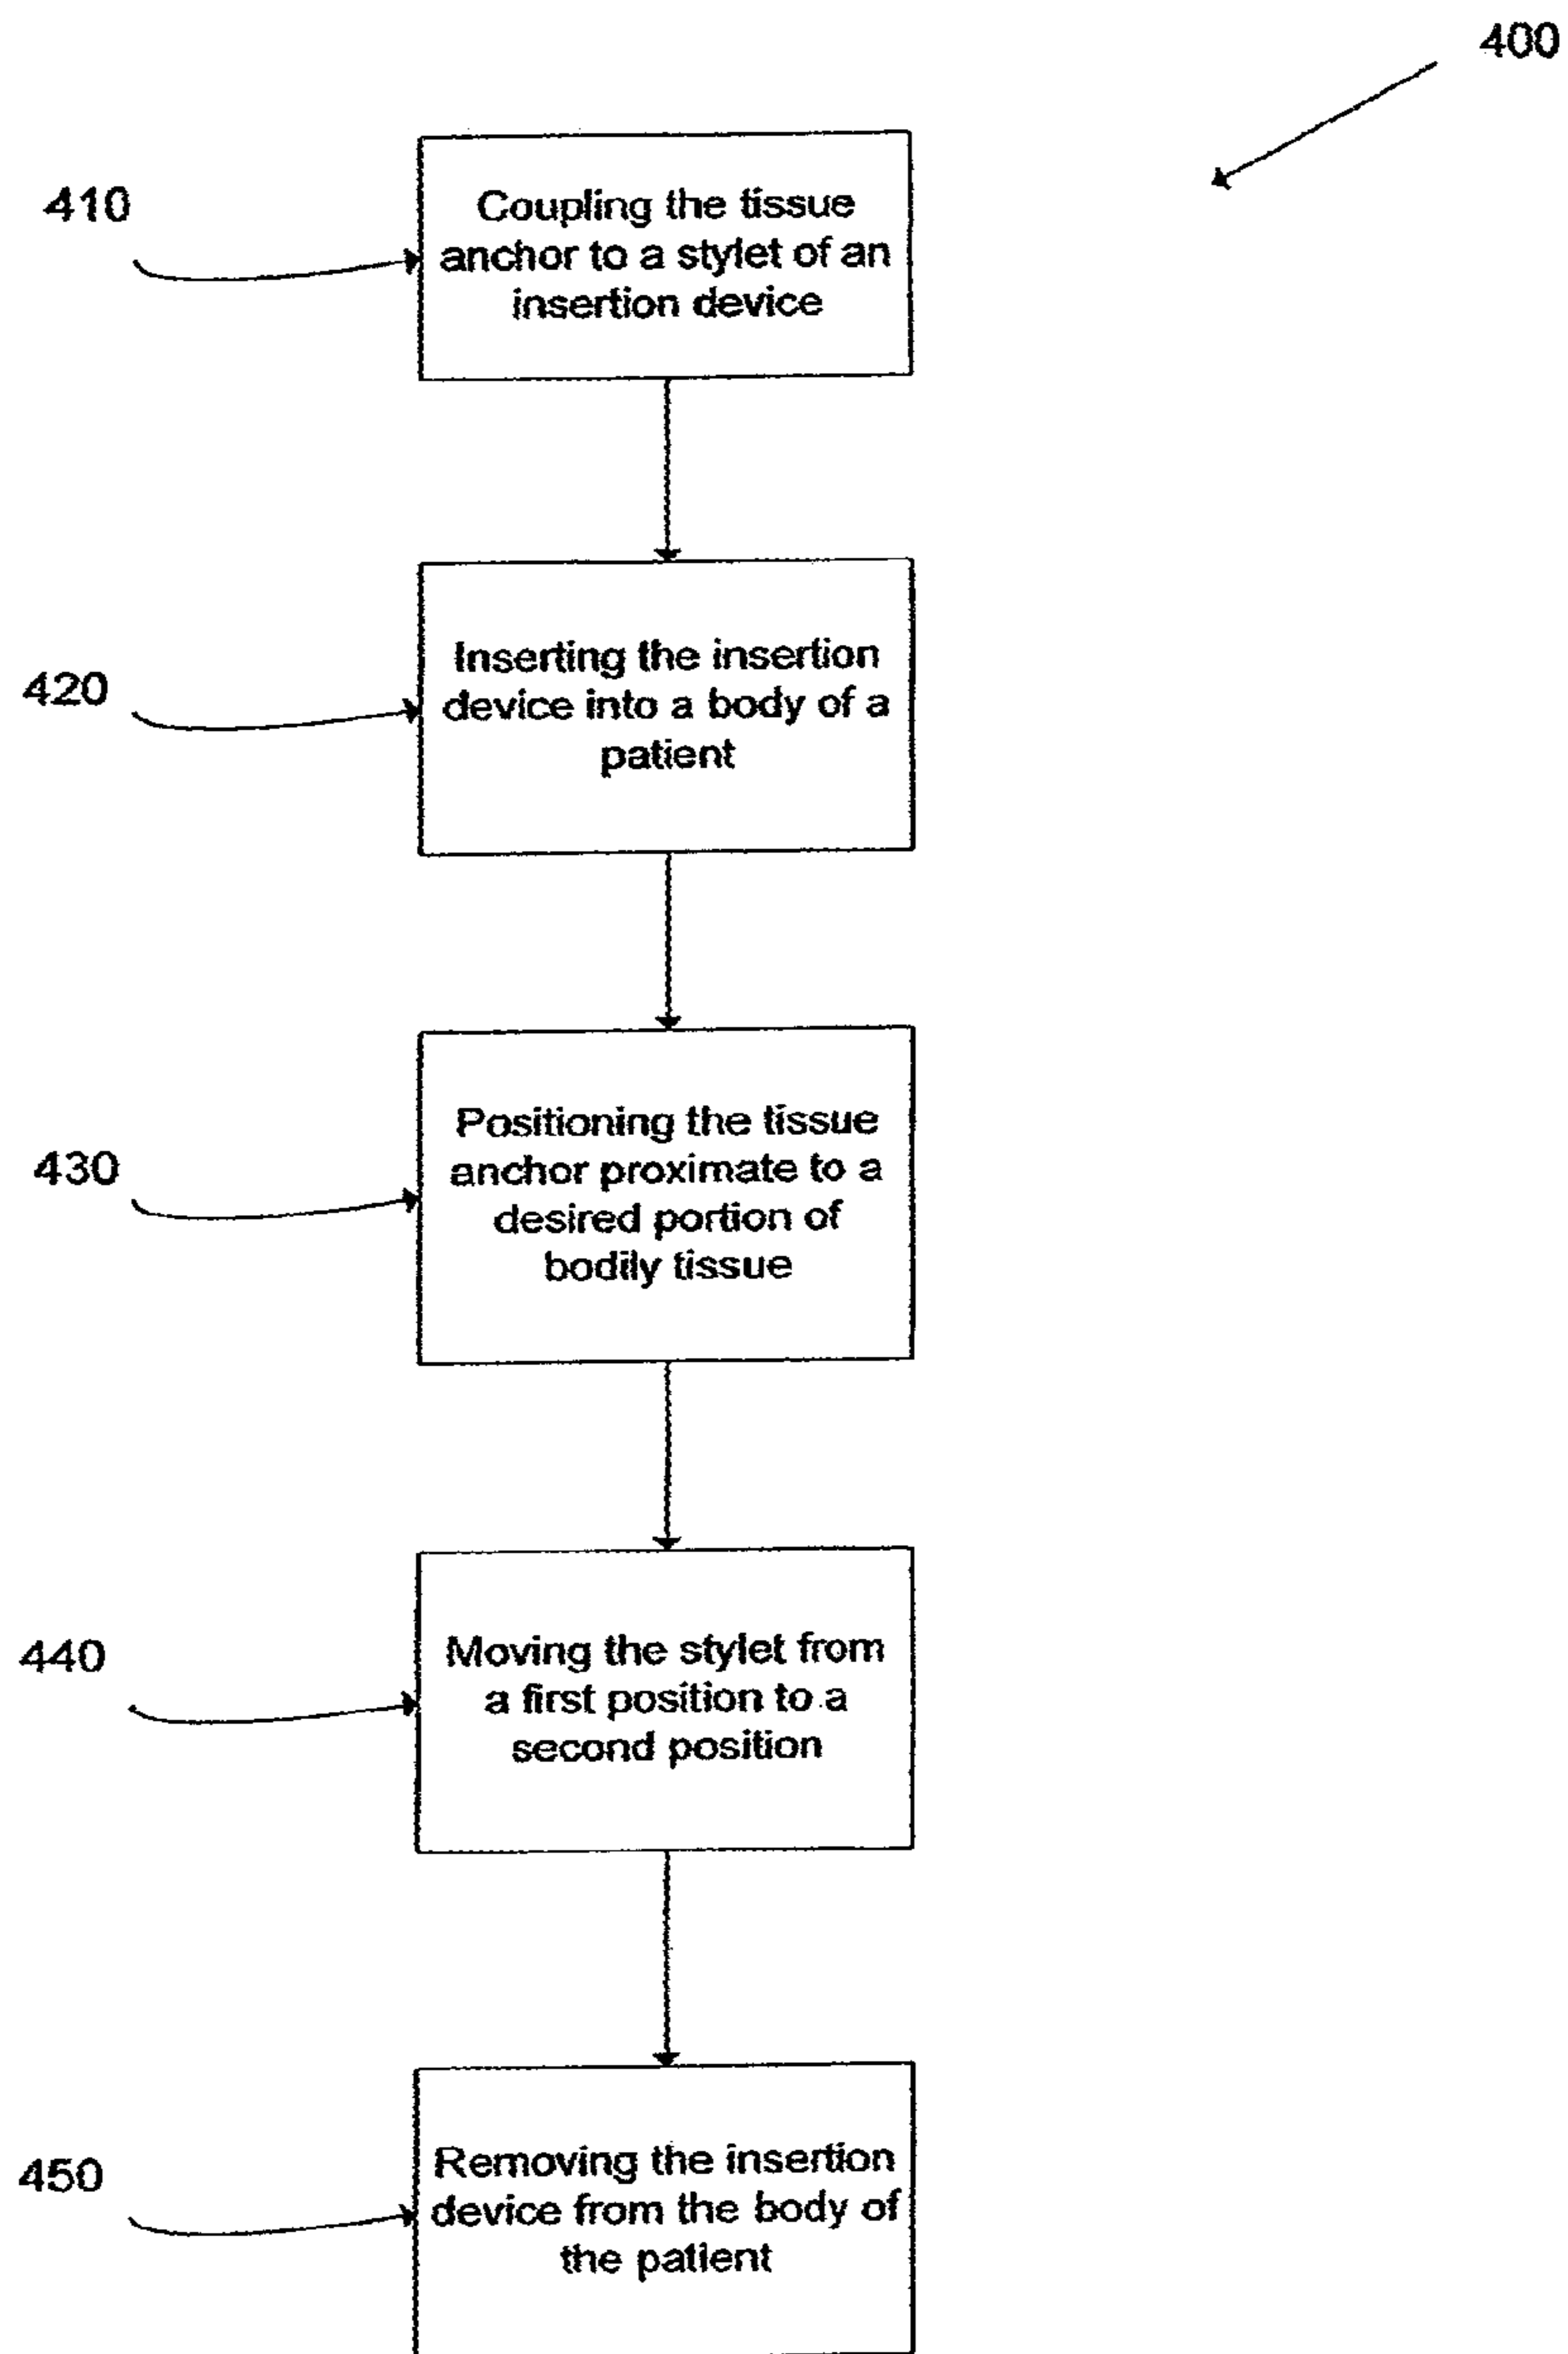 400
410
Coupling the tissue
anchor to a stylet of an
insertion device
420
Inserting the insertion
device into a body of a
patient
430
Positioning the tissue
anchor proximate to a
desired portion of
bodily tissue
440
Moving the stylet from
a first position to a
second position
450
Removing the insertion
device from the body of
the patient